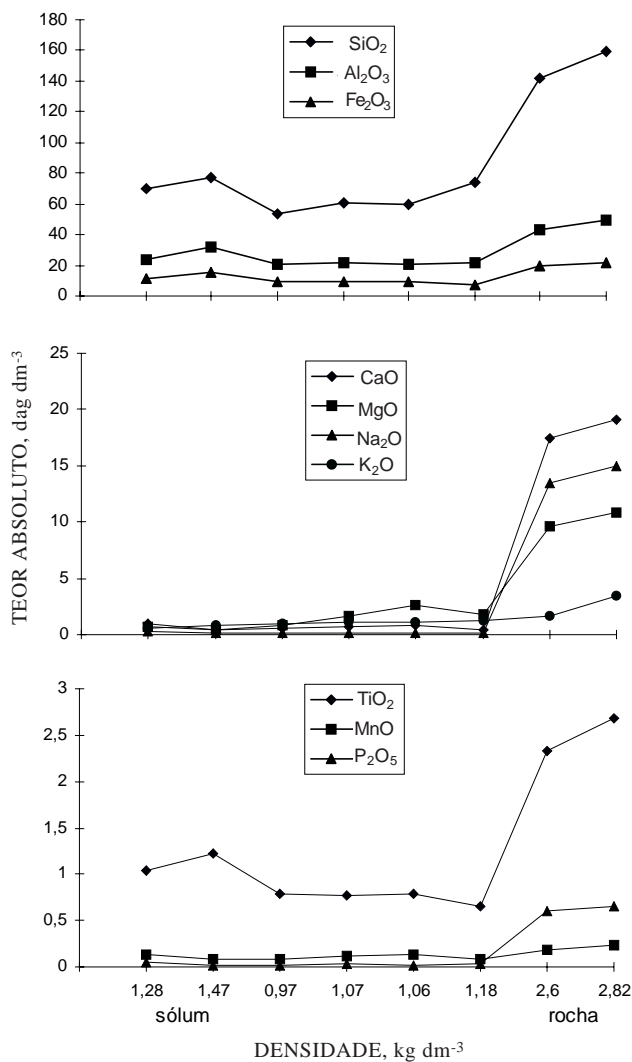 180
160
140
120
100
80
60
40
20
0
SiO₂
Al₂O₃
Fe₂O₃
TEOR ABSOLUTO, dag dm⁻³
25
20
15
10
5
0
CaO
MgO
Na₂O
K₂O
3
2,5
2
1,5
1
0,5
0
TiO₂
MnO
P₂O₅
1,28 1,47 0,97 1,07 1,06 1,18 2,6 2,82
sólum rocha
DENSIDADE, kg dm⁻³